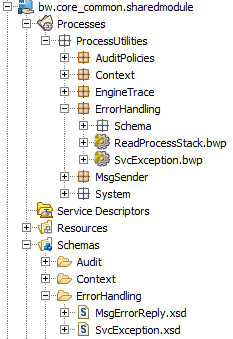 bw.core_common.sharedmodule
Processes
ProcessUtilities
AuditPolicies
Context
EngineTrace
ErrorHandling
Schema
ReadProcessStack.bwp
SvcException.bwp
MsgSender
System
Service Descriptors
Resources
Schemas
Audit
Context
ErrorHandling
MsgErrorReply.xsd
SvcException.xsd